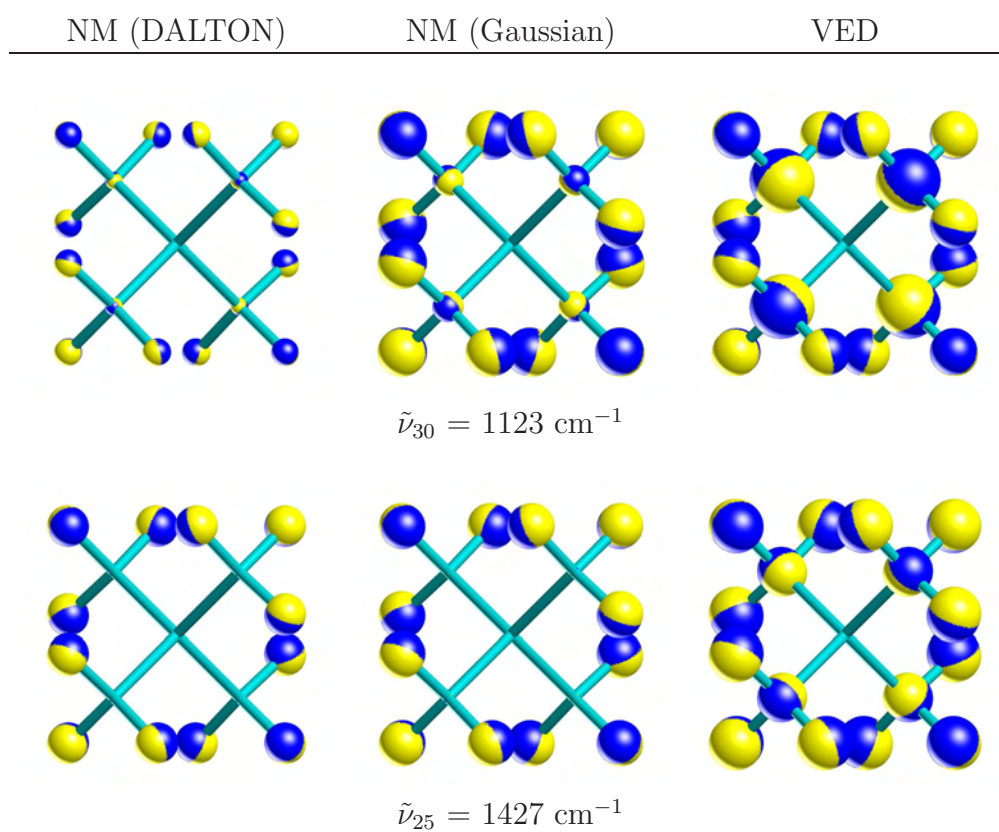 NM (DALTON) NM (Gaussian) VED
ν̃₃₀ = 1123 cm⁻¹
ν̃₂₅ = 1427 cm⁻¹